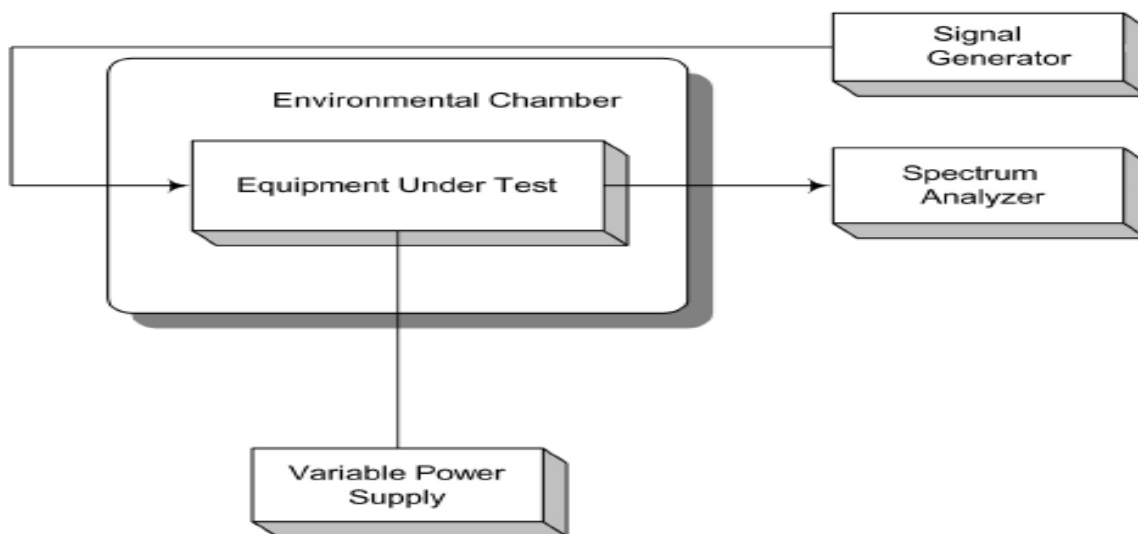 Signal
Generator
Environmental Chamber
Equipment Under Test
Spectrum
Analyzer
Variable Power
Supply